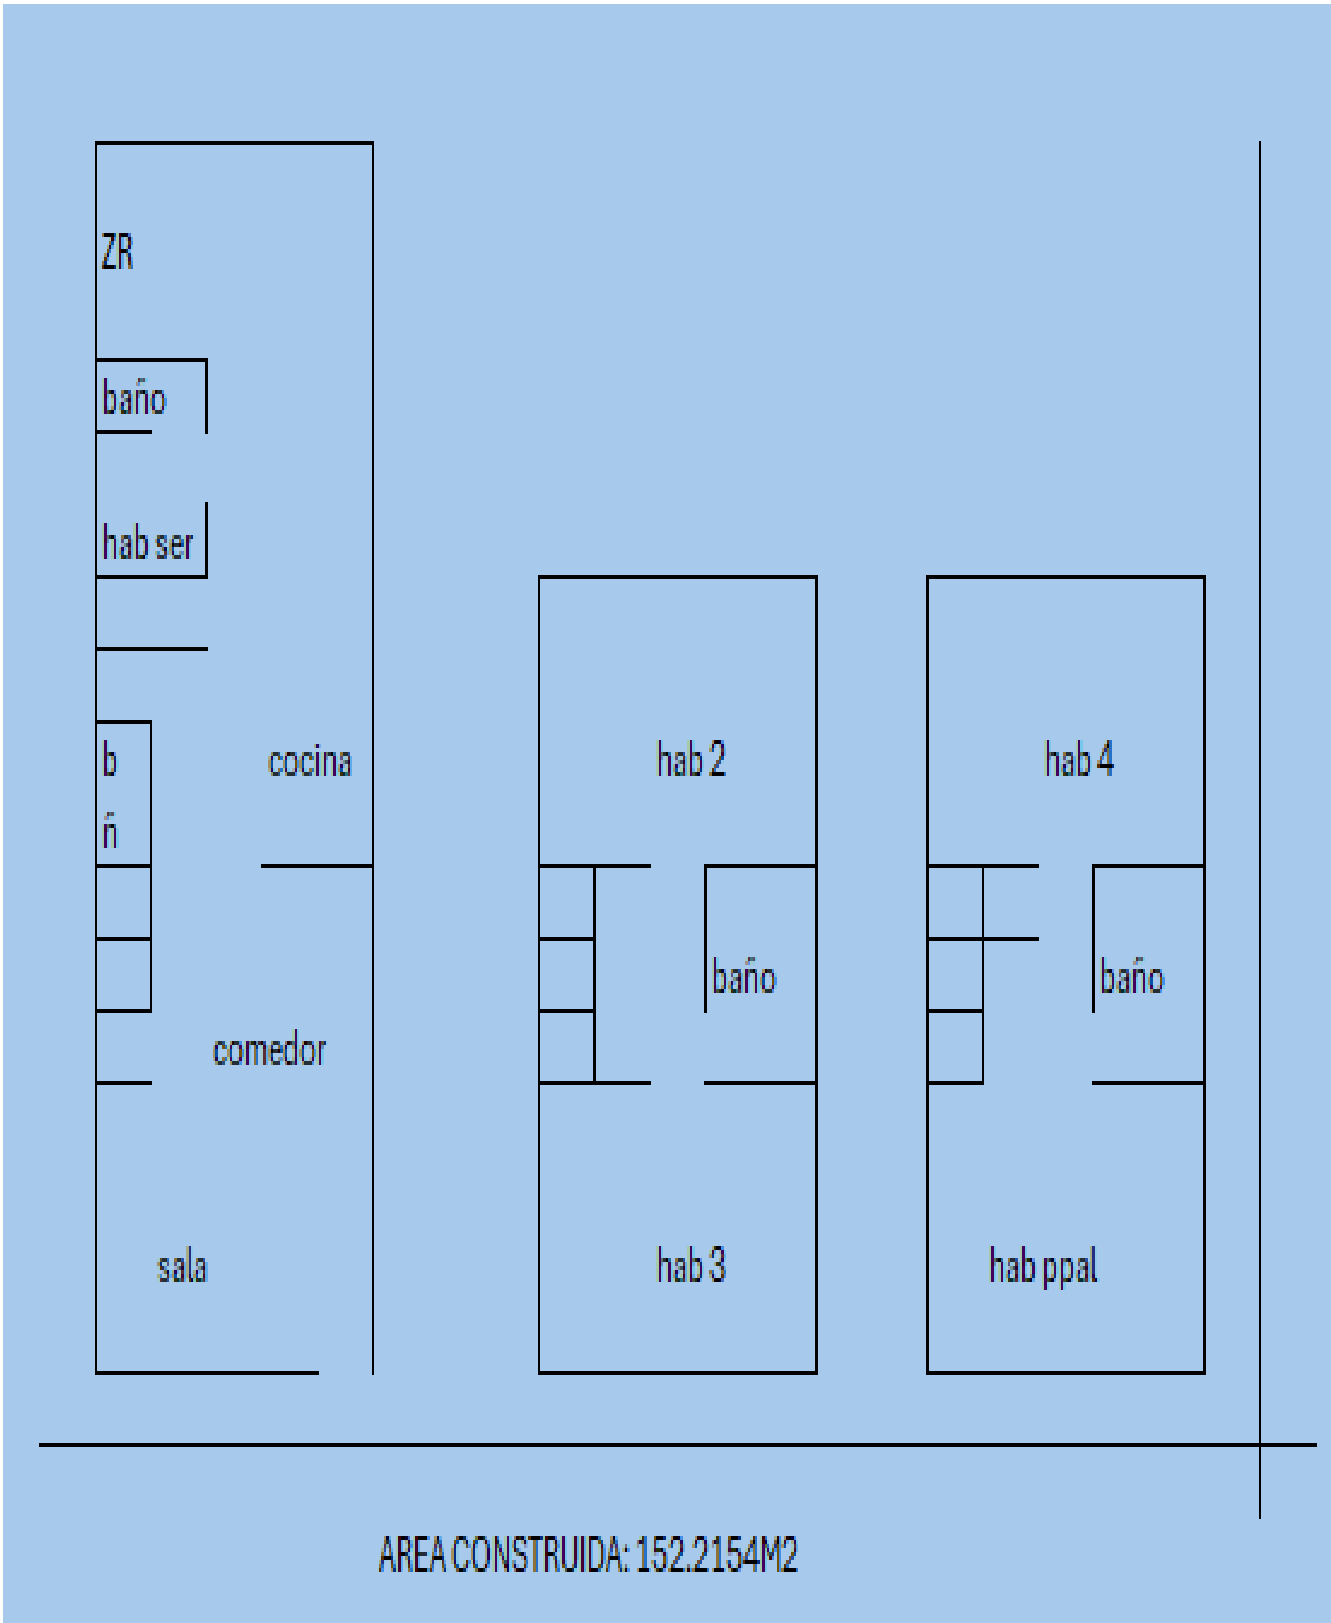 ZR
baño
hab ser
b
ñ
cocina
comedor
sala
hab 2
baño
hab 3
hab 4
baño
hab ppal
AREA CONSTRUIDA: 152.2154M2